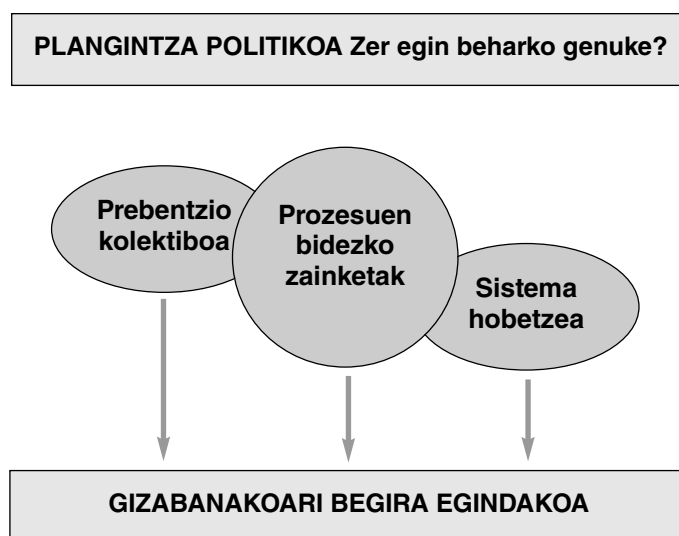 PLANGINTZA POLITIKOA Zer egin beharko genuke?
Prebentzio
kolektiboa
Prozesuen
bidezko
zainketak
Sistema
hobetzea
GIZABANAKOARI BEGIRA EGINDAKOA